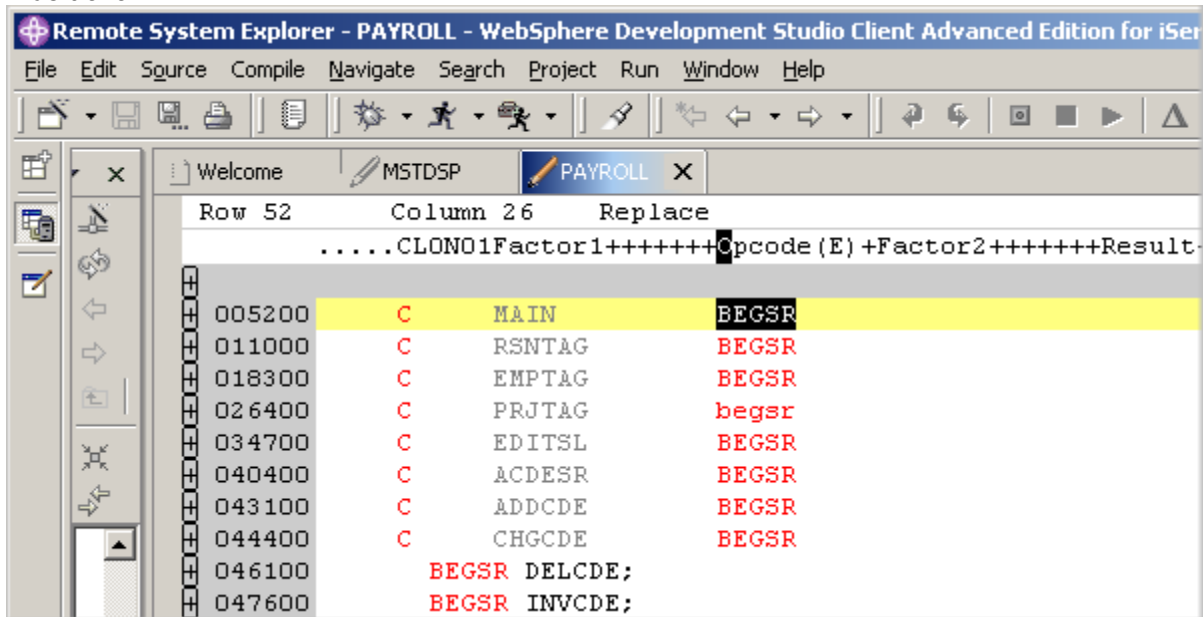 Remote System Explorer - PAYROLL - WebSphere Development Studio Client Advanced Edition for iSer
File Edit Source Compile Navigate Search Project Run Window Help
Welcome MSTDSP PAYROLL
Row 52 Column 26 Replace
.....CL0N01Factor1+++++++Opcode(E)+Factor2+++++++Result
005200 C MAIN BEGSR
011000 C RSNTAG BEGSR
018300 C EMPTAG BEGSR
026400 C PRJTAG begsr
034700 C EDITSL BEGSR
040400 C ACDESR BEGSR
043100 C ADDCDE BEGSR
044400 C CHGCDE BEGSR
046100 BEGSR DELCDE;
047600 BEGSR INVCDE;